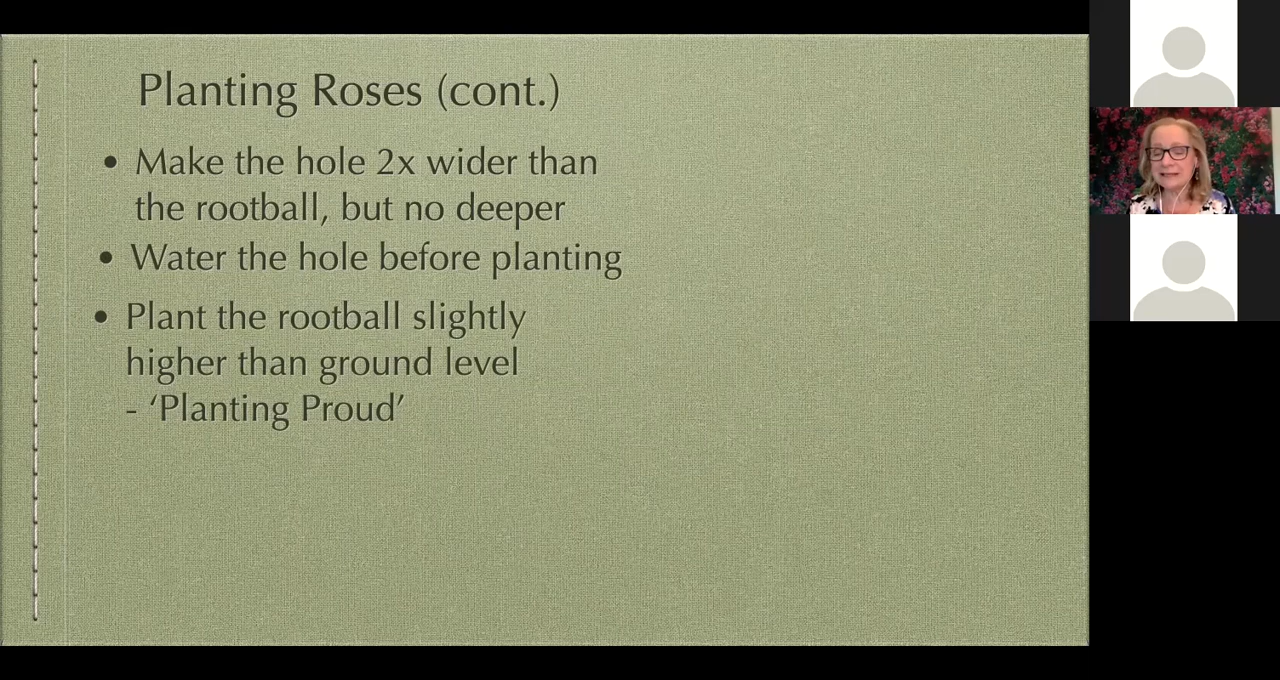 Planting Roses (cont.)
• Make the hole 2x wider than
the rootball, but no deeper
• Water the hole before planting
• Plant the rootball slightly
higher than ground level
- ‘Planting Proud’